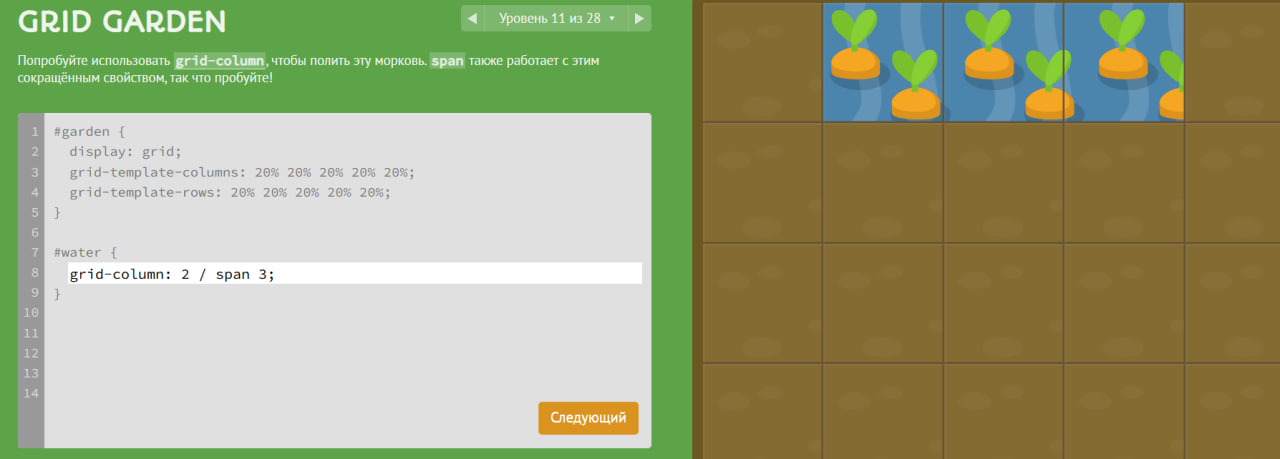 GRID GARDEN
◀ Уровень 11 из 28 ▾ ▶
Попробуйте использовать grid-column, чтобы полить эту морковь. span также работает с этим
сокращённым свойством, так что пробуйте!
1 #garden {
2 display: grid;
3 grid-template-columns: 20% 20% 20% 20% 20%;
4 grid-template-rows: 20% 20% 20% 20% 20%;
5 }
6
7 #water {
8 grid-column: 2 / span 3;
9 }
10
11
12
13
14
Следующий